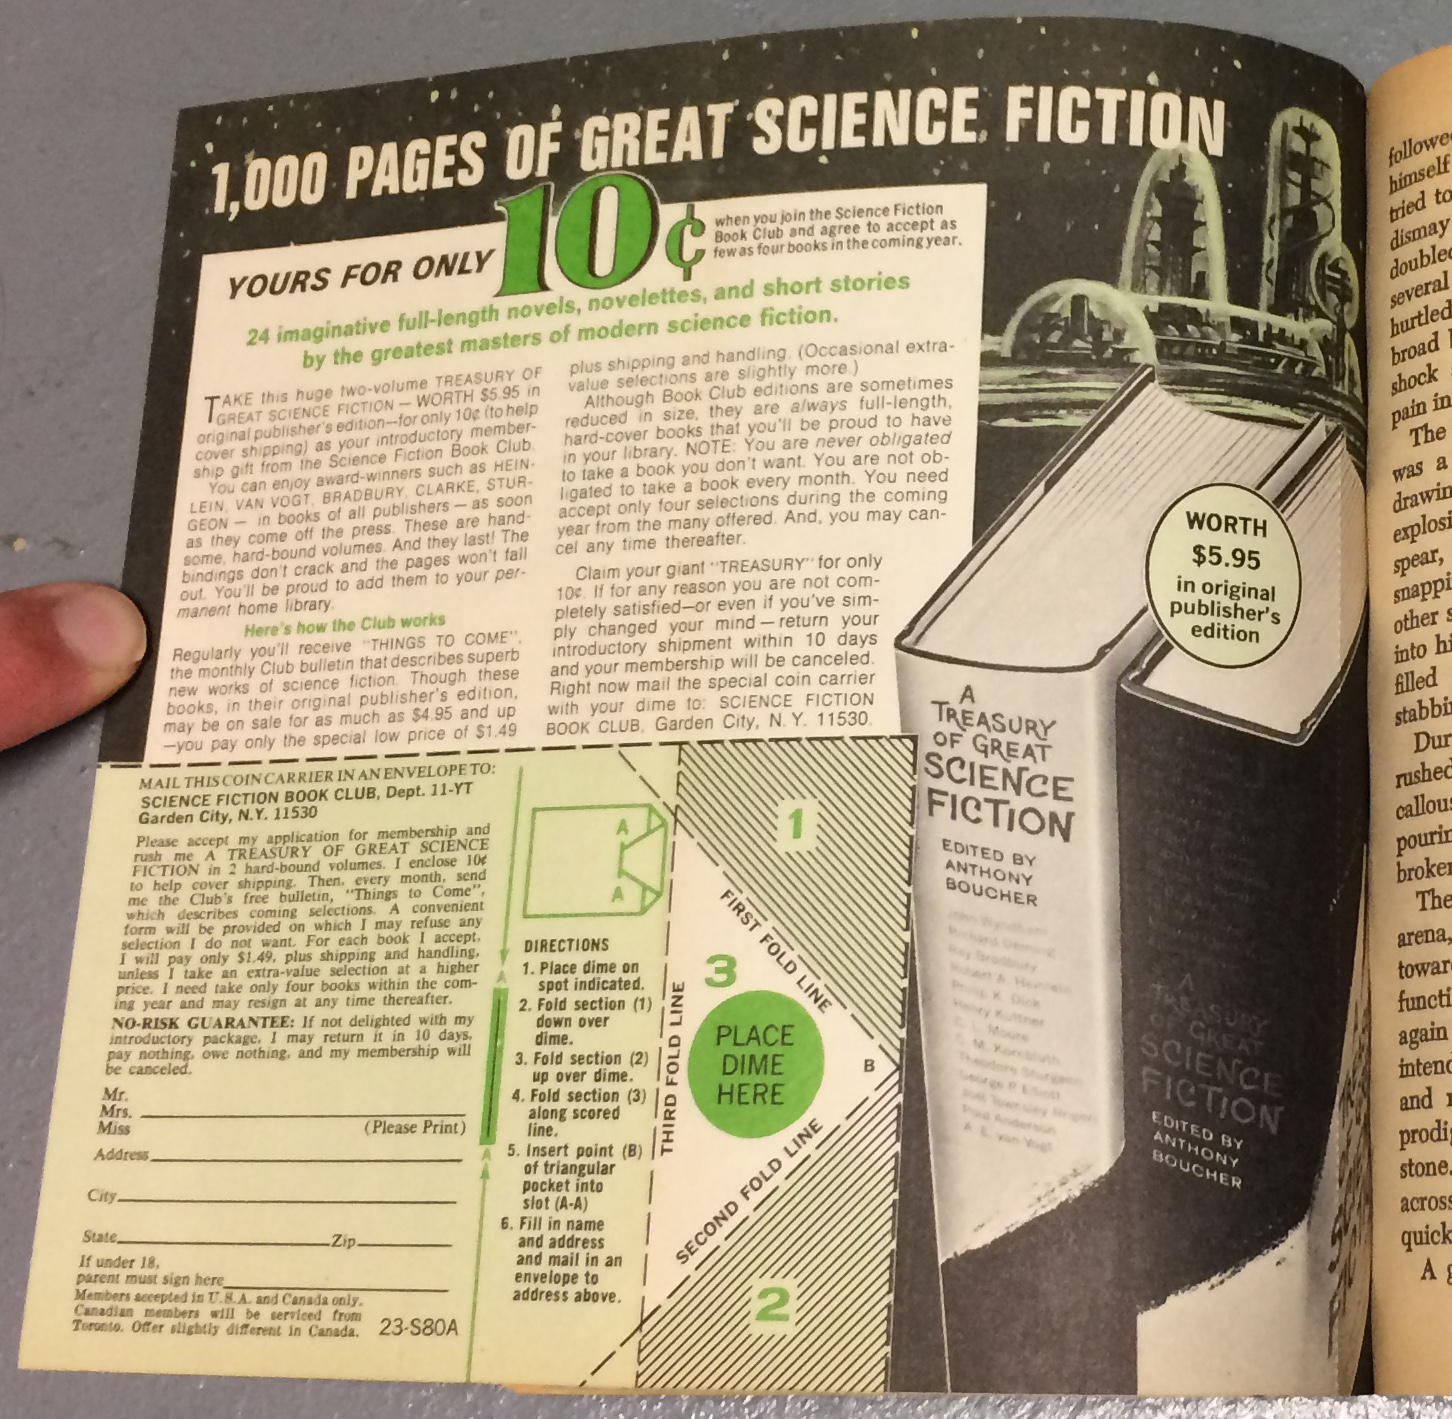 1,000 PAGES OF GREAT SCIENCE FICTION
YOURS FOR ONLY 10¢
when you join the Science Fiction
Book Club and agree to accept as
few as four books in the coming year.
24 imaginative full-length novels, novelettes, and short stories
by the greatest masters of modern science fiction.
TAKE this huge two-volume TREASURY OF
GREAT SCIENCE FICTION — WORTH $5.95 in
original publisher's edition—for only 10¢ (to help
cover shipping) as your introductory member-
ship gift from the Science Fiction Book Club.
You can enjoy award-winners such as HEIN-
LEIN, VAN VOGT, BRADBURY, CLARKE, STUR-
GEON — in books of all publishers — as soon
as they come off the press. These are hand-
some, hard-bound volumes. And they last! The
bindings don't crack and the pages won't fall
out. You'll be proud to add them to your per-
manent home library.
Here's how the Club works
Regularly you'll receive "THINGS TO COME",
the monthly Club bulletin that describes superb
new works of science fiction. Though these
books, in their original publisher's edition,
may be on sale for as much as $4.95 and up
—you pay only the special low price of $1.49
plus shipping and handling. (Occasional extra-
value selections are slightly more.)
Although Book Club editions are sometimes
reduced in size, they are always full-length,
hard-cover books that you'll be proud to have
in your library. NOTE: You are never obligated
to take a book you don't want. You are not ob-
ligated to take a book every month. You need
accept only four selections during the coming
year from the many offered. And, you may can-
cel any time thereafter.
Claim your giant "TREASURY" for only
10¢. If for any reason you are not com-
pletely satisfied—or even if you've sim-
ply changed your mind — return your
introductory shipment within 10 days
and your membership will be canceled.
Right now mail the special coin carrier
with your dime to: SCIENCE FICTION
BOOK CLUB, Garden City, N. Y. 11530.
WORTH
$5.95
in original
publisher's
edition
A
TREASURY
OF GREAT
SCIENCE
FICTION
EDITED BY
ANTHONY
BOUCHER
John Wyndham
Richard Deming
Ray Bradbury
Robert A. Heinlein
Philip K. Dick
Henry Kuttner
C. L. Moore
C. M. Kornbluth
Theodore Sturgeon
George P. Elliott
Joel Townsley Rogers
Poul Anderson
A. E. van Vogt
A
TREASURY
OF GREAT
SCIENCE
FICTION
EDITED BY
ANTHONY
BOUCHER
MAIL THIS COIN CARRIER IN AN ENVELOPE TO:
SCIENCE FICTION BOOK CLUB, Dept. 11-YT
Garden City, N.Y. 11530
Please accept my application for membership and
rush me A TREASURY OF GREAT SCIENCE
FICTION in 2 hard-bound volumes. I enclose 10¢
to help cover shipping. Then, every month, send
me the Club's free bulletin, "Things to Come",
which describes coming selections. A convenient
form will be provided on which I may refuse any
selection I do not want. For each book I accept,
I will pay only $1.49, plus shipping and handling,
unless I take an extra-value selection at a higher
price. I need take only four books within the com-
ing year and may resign at any time thereafter.
NO-RISK GUARANTEE: If not delighted with my
introductory package, I may return it in 10 days,
pay nothing, owe nothing, and my membership will
be canceled.
Mr.
Mrs.
Miss (Please Print)
Address
City
State Zip
If under 18,
parent must sign here
Members accepted in U.S.A. and Canada only.
Canadian members will be serviced from
Toronto. Offer slightly different in Canada. 23-S80A
A
A
A
A
DIRECTIONS
1. Place dime on
spot indicated.
2. Fold section (1)
down over
dime.
3. Fold section (2)
up over dime.
4. Fold section (3)
along scored
line.
5. Insert point (B)
of triangular
pocket into
slot (A-A)
6. Fill in name
and address
and mail in an
envelope to
address above.
1
FIRST FOLD LINE
3
THIRD FOLD LINE
PLACE
DIME
HERE
B
SECOND FOLD LINE
2
followe
himself
tried to
dismay
doubled
several
hurtled
broad
shock
pain in
The
was a
drawin
explosi
spear,
snappi
other s
into hi
filled
stabbin
Dur
rushed
callous
pourin
broker
The
arena,
toward
functi
again
intend
and
prodi
stone.
across
quick
A g